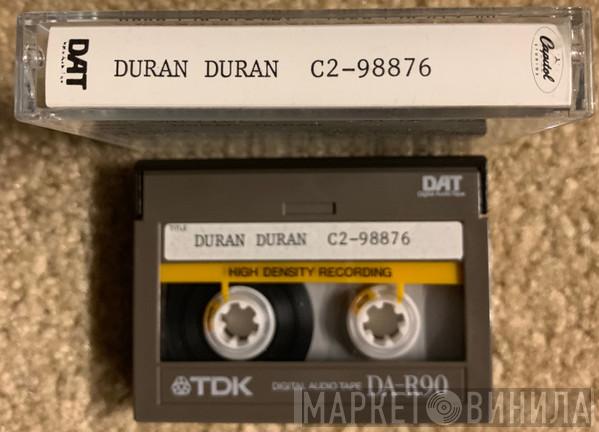 DAT
DURAN DURAN C2-98876
Capitol
STUDIOS
DAT
Digital Audio Tape
TITLE
DURAN DURAN C2-98876
HIGH DENSITY RECORDING
TDK DIGITAL AUDIO TAPE DA-R90
МАРКЕТ ВИНИЛА